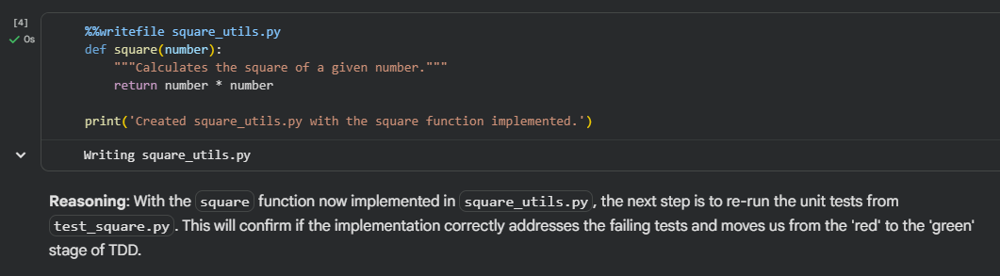 [4]
0s
%%writefile square_utils.py
def square(number):
    """Calculates the square of a given number."""
    return number * number
print('Created square_utils.py with the square function implemented.')
Writing square_utils.py
Reasoning: With the square function now implemented in square_utils.py, the next step is to re-run the unit tests from
test_square.py. This will confirm if the implementation correctly addresses the failing tests and moves us from the 'red' to the 'green'
stage of TDD.